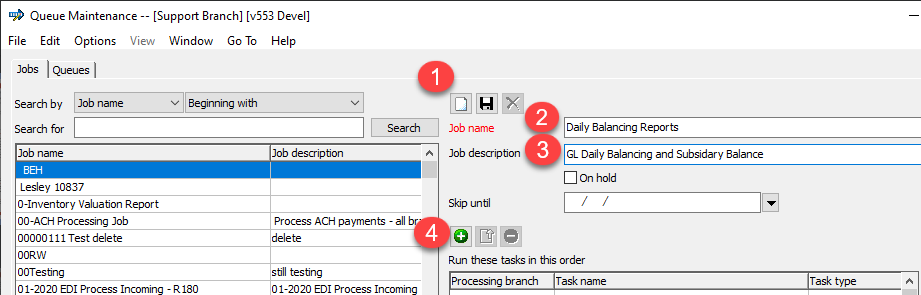 Queue Maintenance -- [Support Branch] [v553 Devel]
File Edit Options View Window Go To Help
Jobs Queues
1
Search by Job name Beginning with
Search for Search
Job name Job description
BEH
Lesley 10837
0-Inventory Valuation Report
00-ACH Processing Job Process ACH payments - all bra
00000111 Test delete delete
00RW
00Testing still testing
01-2020 EDI Process Incoming - R180 01-2020 EDI Process Incoming
Job name 2 Daily Balancing Reports
Job description 3 GL Daily Balancing and Subsidary Balance
On hold
Skip until / /
4
Run these tasks in this order
Processing branch Task name Task type